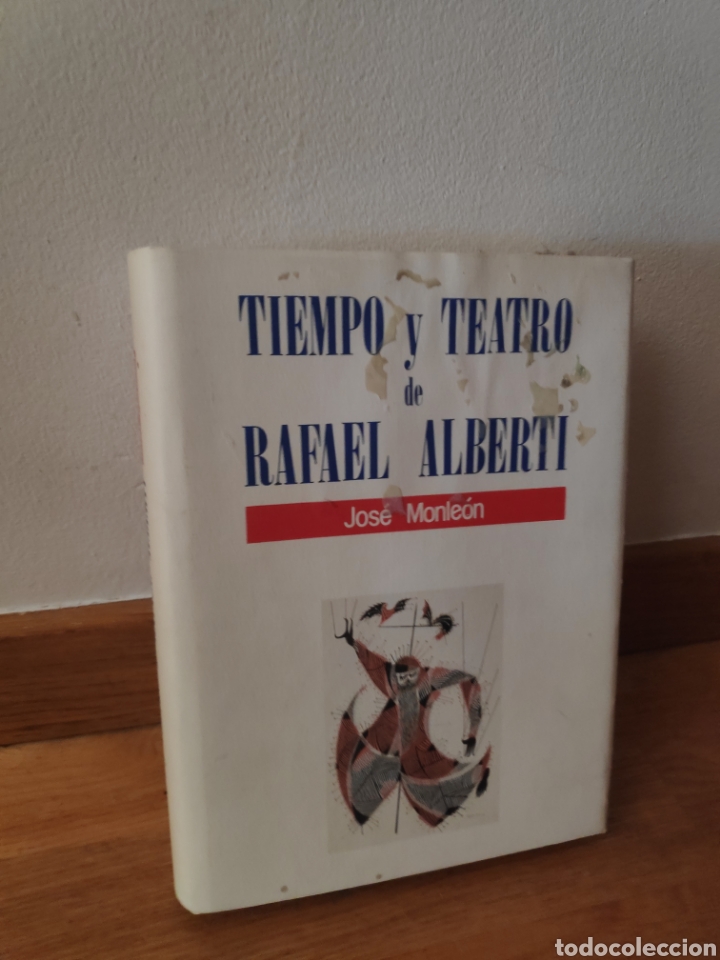 TIEMPO y TEATRO
de
RAFAEL ALBERTI
José Monleón
todocoleccion